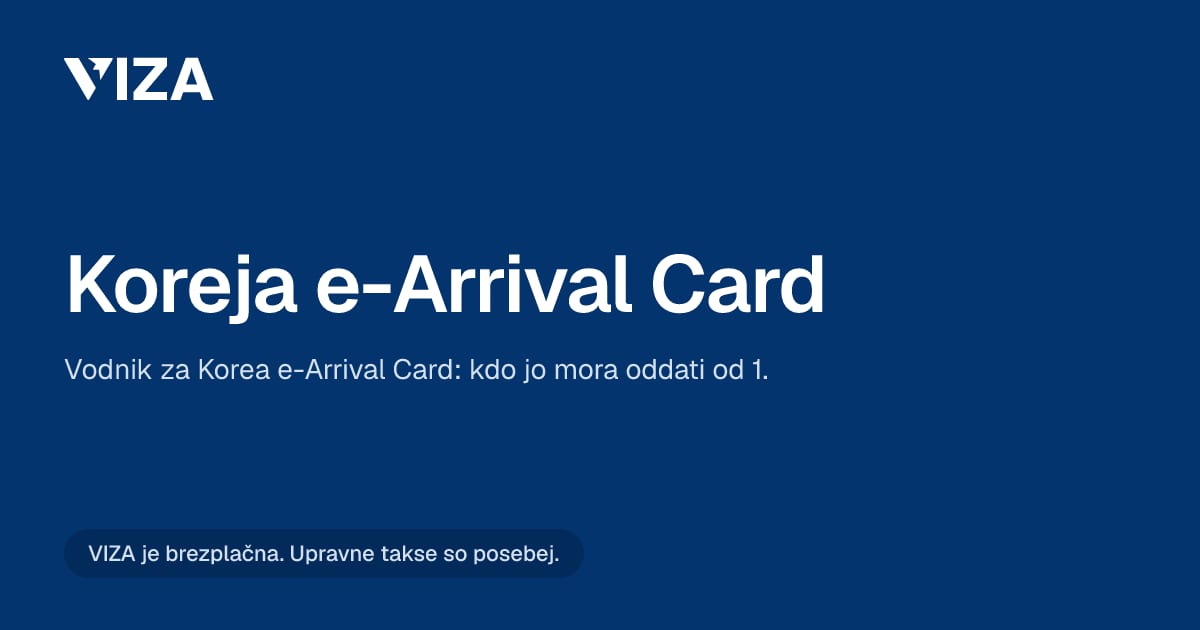 VIZA
Koreja e-Arrival Card
Vodnik za Korea e-Arrival Card: kdo jo mora oddati od 1.
VIZA je brezplačna. Upravne takse so posebej.